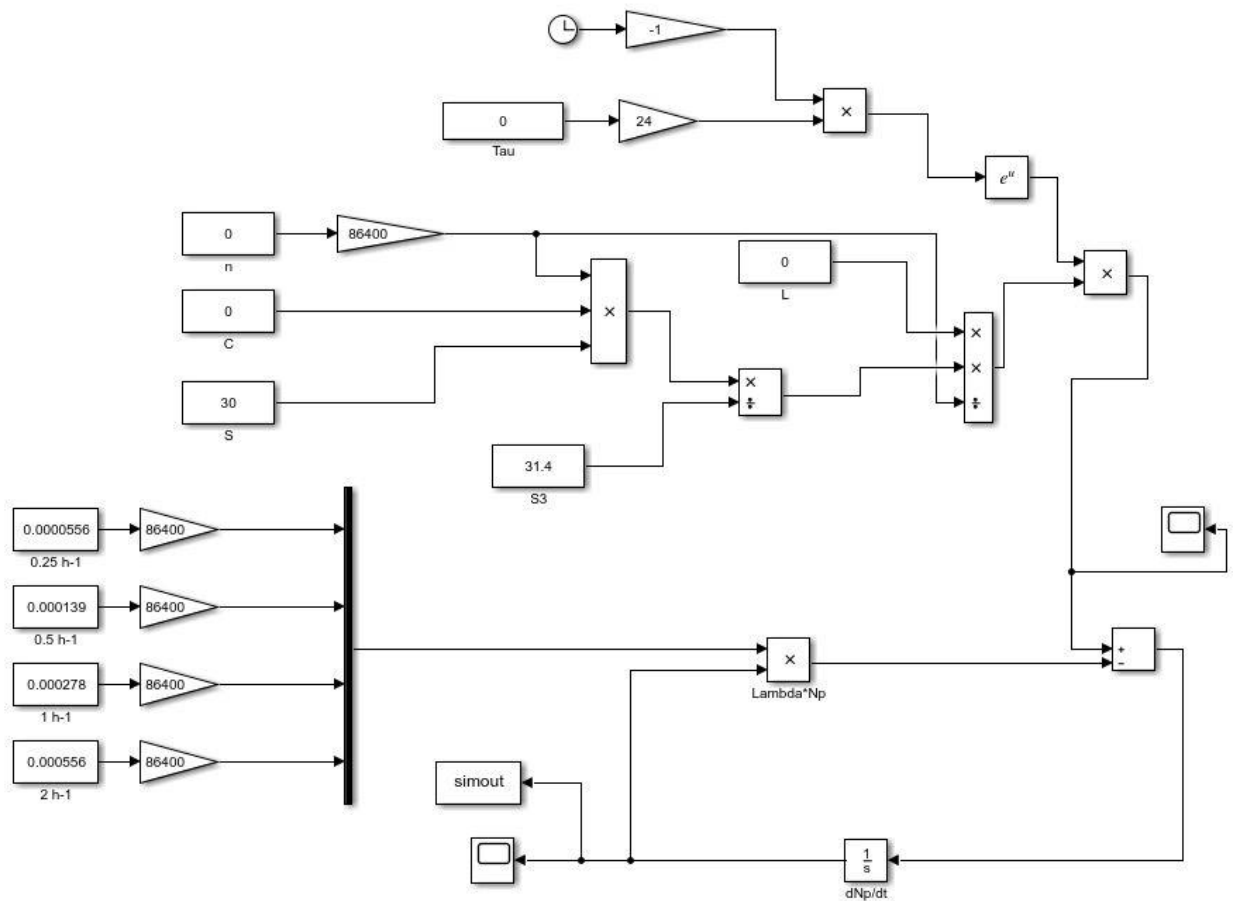 -1
0
24
×
Tau
e^u
0
86400
n
0
L
×
0
C
×
×
×
÷
×
÷
30
S
31.4
S3
0.0000556
86400
0.25 h-1
0.000139
86400
0.5 h-1
+
−
×
Lambda*Np
0.000278
86400
1 h-1
0.000556
86400
2 h-1
simout
1
s
dNp/dt